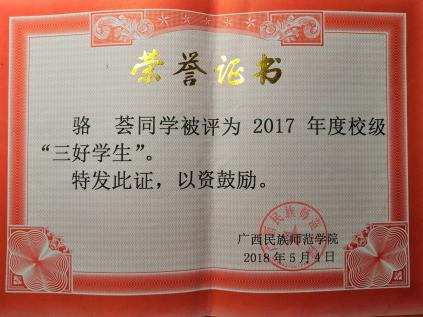 荣誉证书
骆 荟同学被评为 2017 年度校级
“三好学生”。
特发此证，以资鼓励。
广西民族师范学院
2018年5月4日